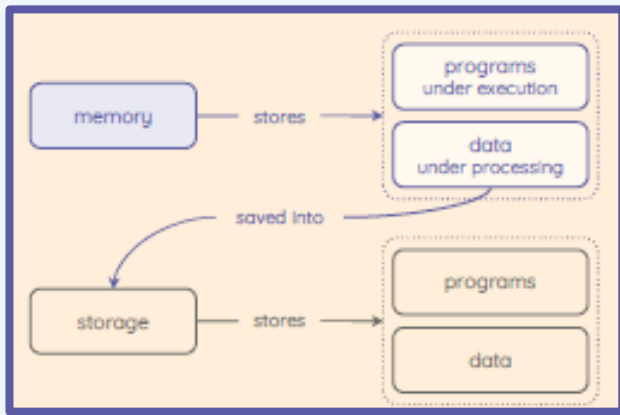 programs
under execution
memory
stores
data
under processing
saved into
programs
storage
stores
data